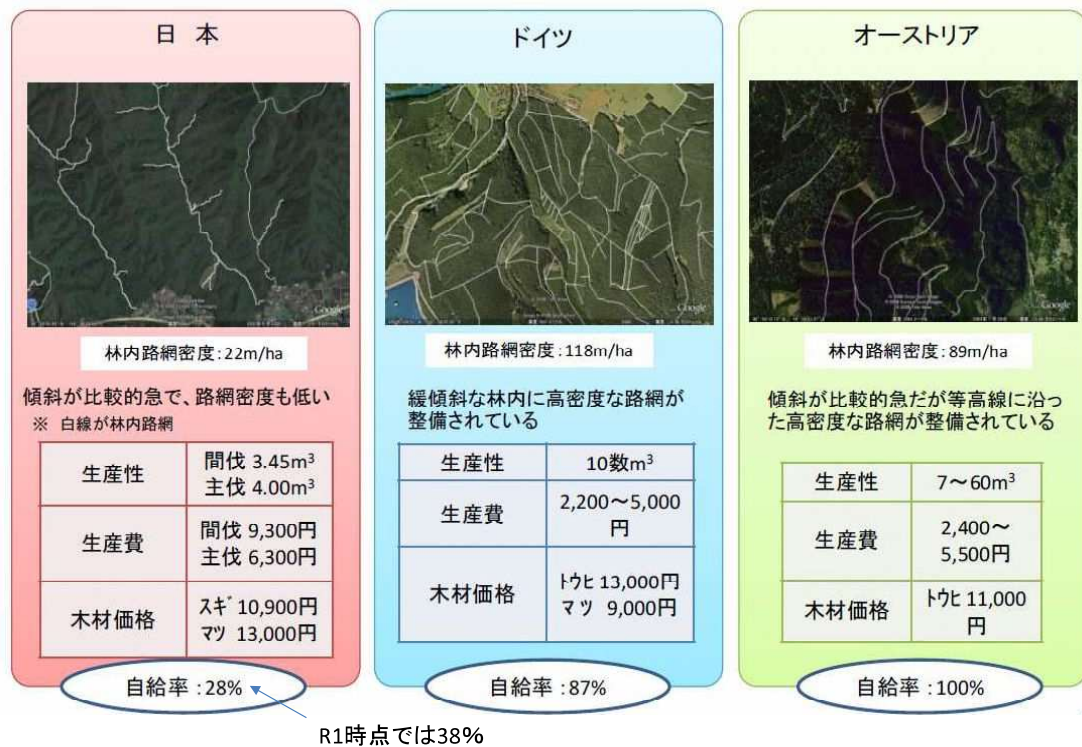 日 本
林内路網密度:22m/ha
傾斜が比較的急で、路網密度も低い
※ 白線が林内路網
生産性
間伐 3.45m³
主伐 4.00m³
生産費
間伐 9,300円
主伐 6,300円
木材価格
スギ 10,900円
マツ 13,000円
自給率:28%
R1時点では38%
ドイツ
Google
林内路網密度:118m/ha
緩傾斜な林内に高密度な路網が
整備されている
生産性
10数m³
生産費
2,200～5,000
円
木材価格
トウヒ 13,000円
マツ 9,000円
自給率:87%
オーストリア
Google
林内路網密度:89m/ha
傾斜が比較的急だが等高線に沿っ
た高密度な路網が整備されている
生産性
7～60m³
生産費
2,400～
5,500円
木材価格
トウヒ 11,000
円
自給率:100%